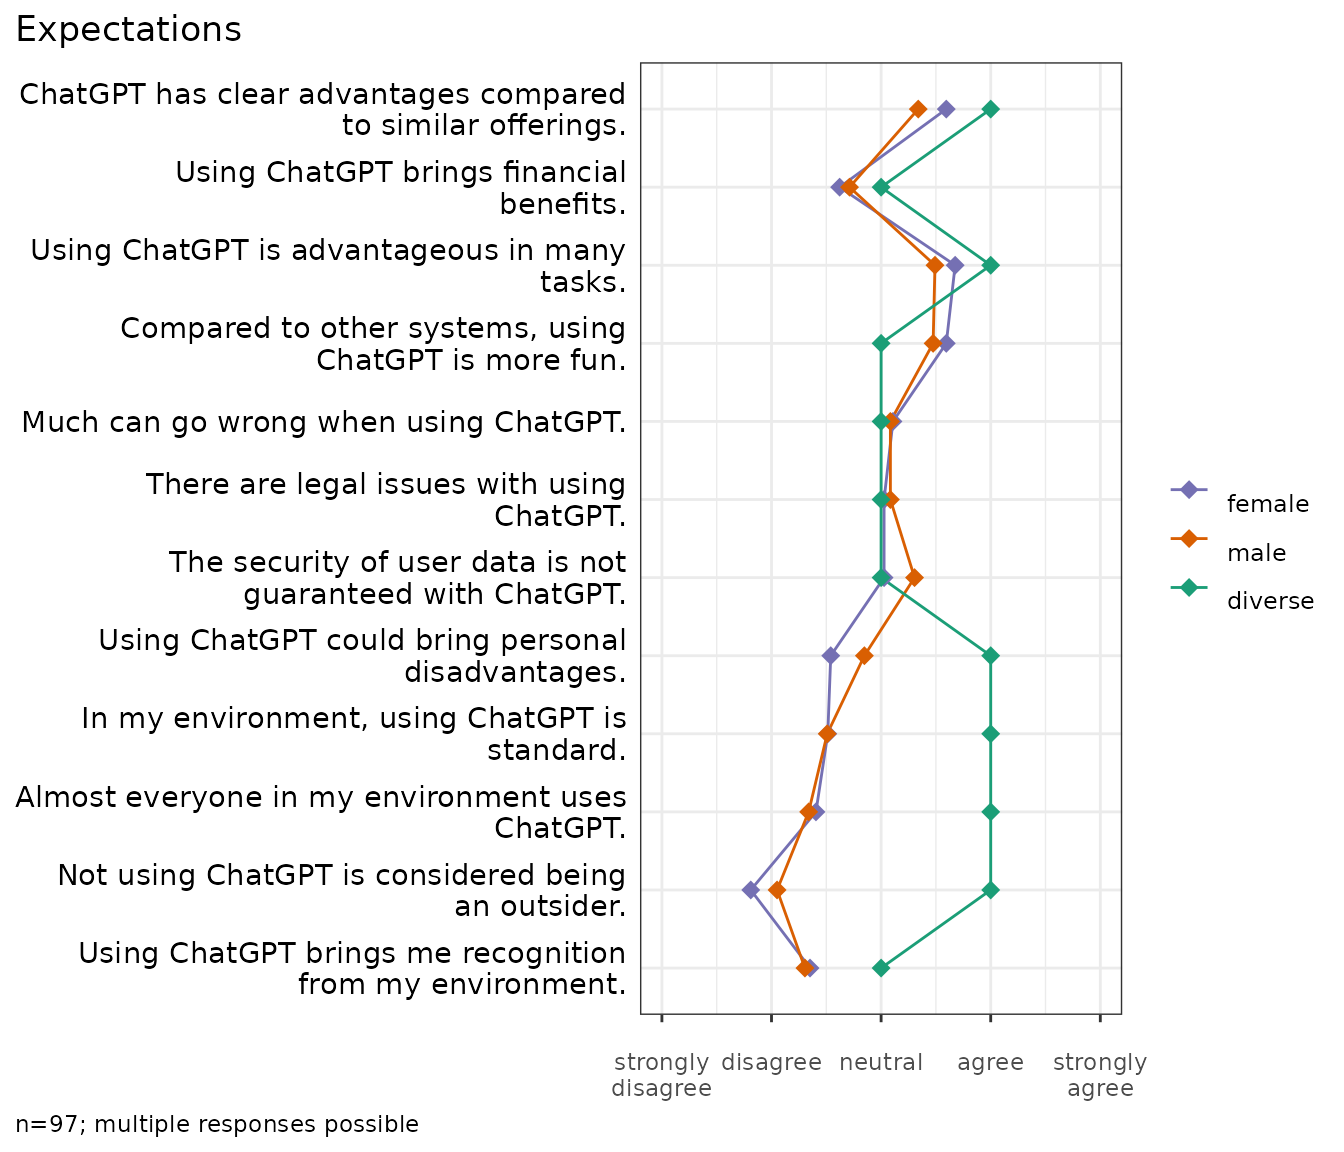 Expectations
ChatGPT has clear advantages compared
to similar offerings.
Using ChatGPT brings financial
benefits.
Using ChatGPT is advantageous in many
tasks.
Compared to other systems, using
ChatGPT is more fun.
Much can go wrong when using ChatGPT.
There are legal issues with using
ChatGPT.
The security of user data is not
guaranteed with ChatGPT.
Using ChatGPT could bring personal
disadvantages.
In my environment, using ChatGPT is
standard.
Almost everyone in my environment uses
ChatGPT.
Not using ChatGPT is considered being
an outsider.
Using ChatGPT brings me recognition
from my environment.
female
male
diverse
strongly disagree
disagree
neutral
agree
strongly agree
n=97; multiple responses possible